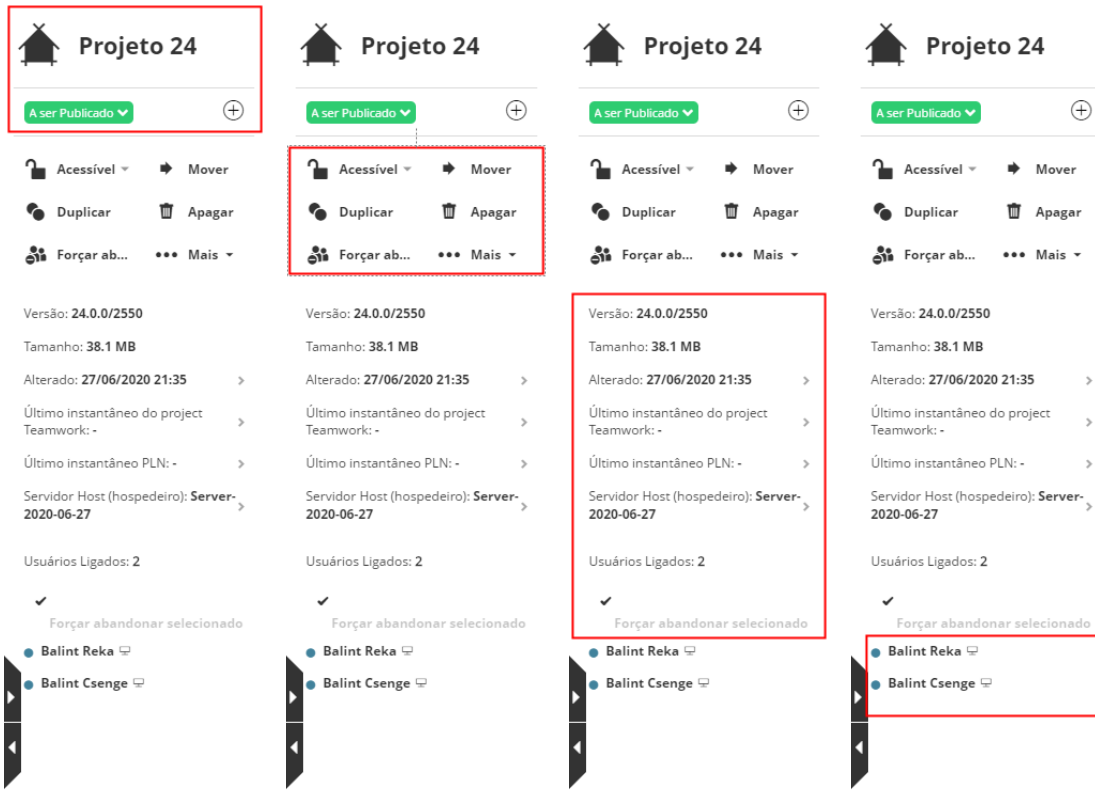 Projeto 24
A ser Publicado
Acessível
Mover
Duplicar
Apagar
Forçar ab...
Mais
Versão: 24.0.0/2550
Tamanho: 38.1 MB
Alterado: 27/06/2020 21:35
Último instantâneo do project
Teamwork: -
Último instantâneo PLN: -
Servidor Host (hospedeiro): Server-
2020-06-27
Usuários Ligados: 2
Forçar abandonar selecionado
Balint Reka
Balint Csenge
Projeto 24
A ser Publicado
Acessível
Mover
Duplicar
Apagar
Forçar ab...
Mais
Versão: 24.0.0/2550
Tamanho: 38.1 MB
Alterado: 27/06/2020 21:35
Último instantâneo do project
Teamwork: -
Último instantâneo PLN: -
Servidor Host (hospedeiro): Server-
2020-06-27
Usuários Ligados: 2
Forçar abandonar selecionado
Balint Reka
Balint Csenge
Projeto 24
A ser Publicado
Acessível
Mover
Duplicar
Apagar
Forçar ab...
Mais
Versão: 24.0.0/2550
Tamanho: 38.1 MB
Alterado: 27/06/2020 21:35
Último instantâneo do project
Teamwork: -
Último instantâneo PLN: -
Servidor Host (hospedeiro): Server-
2020-06-27
Usuários Ligados: 2
Forçar abandonar selecionado
Balint Reka
Balint Csenge
Projeto 24
A ser Publicado
Acessível
Mover
Duplicar
Apagar
Forçar ab...
Mais
Versão: 24.0.0/2550
Tamanho: 38.1 MB
Alterado: 27/06/2020 21:35
Último instantâneo do project
Teamwork: -
Último instantâneo PLN: -
Servidor Host (hospedeiro): Server-
2020-06-27
Usuários Ligados: 2
Forçar abandonar selecionado
Balint Reka
Balint Csenge